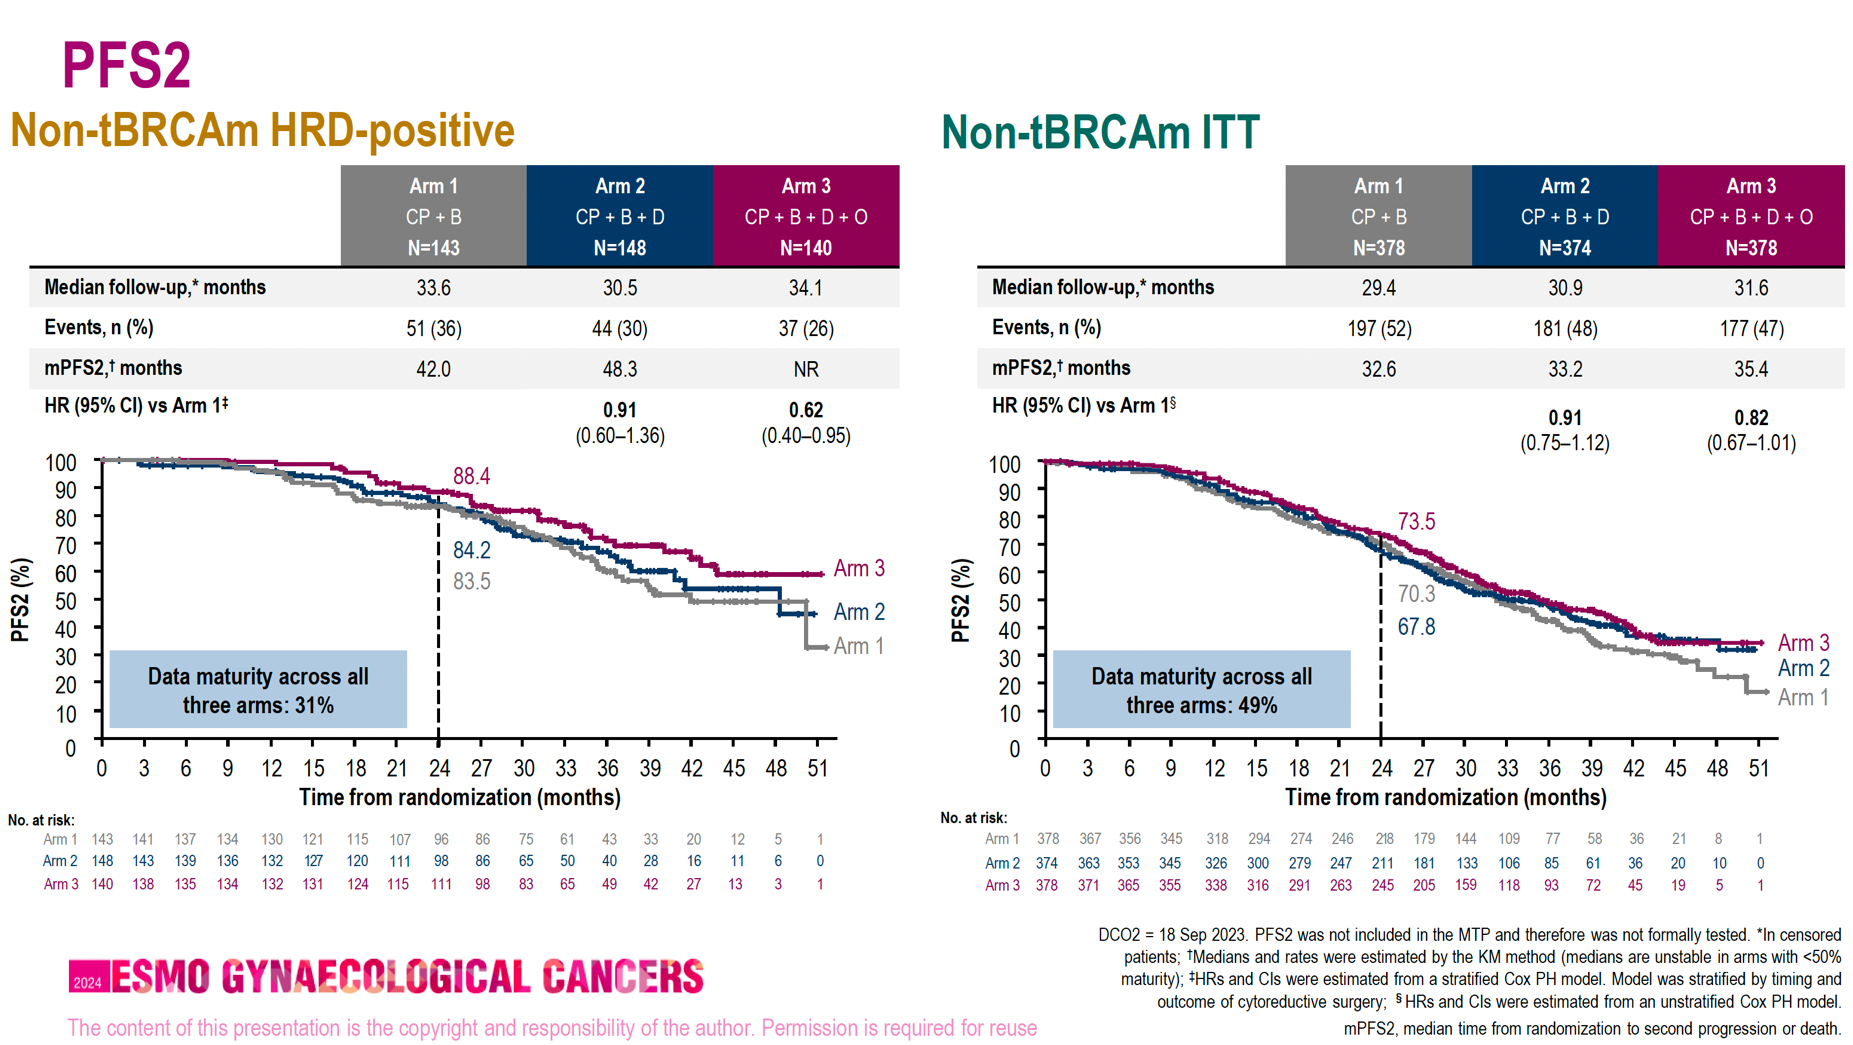 PFS2
Non-tBRCAm HRD-positive
Arm 1 Arm 2 Arm 3
CP + B CP + B + D CP + B + D + O
N=143 N=148 N=140
Median follow-up,* months 33.6 30.5 34.1
Events, n (%) 51 (36) 44 (30) 37 (26)
mPFS2,† months 42.0 48.3 NR
HR (95% CI) vs Arm 1‡ 0.91 0.62
(0.60–1.36) (0.40–0.95)
PFS2 (%)
100
90
80
70
60
50
40
30
20
10
0
88.4
84.2
83.5
Arm 3
Arm 2
Arm 1
Data maturity across all
three arms: 31%
0 3 6 9 12 15 18 21 24 27 30 33 36 39 42 45 48 51
Time from randomization (months)
No. at risk:
Arm 1 143 141 137 134 130 121 115 107 96 86 75 61 43 33 20 12 5 1
Arm 2 148 143 139 136 132 127 120 111 98 86 65 50 40 28 16 11 6 0
Arm 3 140 138 135 134 132 131 124 115 111 98 83 65 49 42 27 13 3 1
Non-tBRCAm ITT
Arm 1 Arm 2 Arm 3
CP + B CP + B + D CP + B + D + O
N=378 N=374 N=378
Median follow-up,* months 29.4 30.9 31.6
Events, n (%) 197 (52) 181 (48) 177 (47)
mPFS2,† months 32.6 33.2 35.4
HR (95% CI) vs Arm 1§ 0.91 0.82
(0.75–1.12) (0.67–1.01)
PFS2 (%)
100
90
80
70
60
50
40
30
20
10
0
73.5
70.3
67.8
Arm 3
Arm 2
Arm 1
Data maturity across all
three arms: 49%
0 3 6 9 12 15 18 21 24 27 30 33 36 39 42 45 48 51
Time from randomization (months)
No. at risk:
Arm 1 378 367 356 345 318 294 274 246 218 179 144 109 77 58 36 21 8 1
Arm 2 374 363 353 345 326 300 279 247 211 181 133 106 85 61 36 20 10 0
Arm 3 378 371 365 355 338 316 291 263 245 205 159 118 93 72 45 19 5 1
DCO2 = 18 Sep 2023. PFS2 was not included in the MTP and therefore was not formally tested. *In censored
patients; †Medians and rates were estimated by the KM method (medians are unstable in arms with <50%
maturity); ‡HRs and CIs were estimated from a stratified Cox PH model. Model was stratified by timing and
outcome of cytoreductive surgery; § HRs and CIs were estimated from an unstratified Cox PH model.
mPFS2, median time from randomization to second progression or death.
2024 ESMO GYNAECOLOGICAL CANCERS
The content of this presentation is the copyright and responsibility of the author. Permission is required for reuse